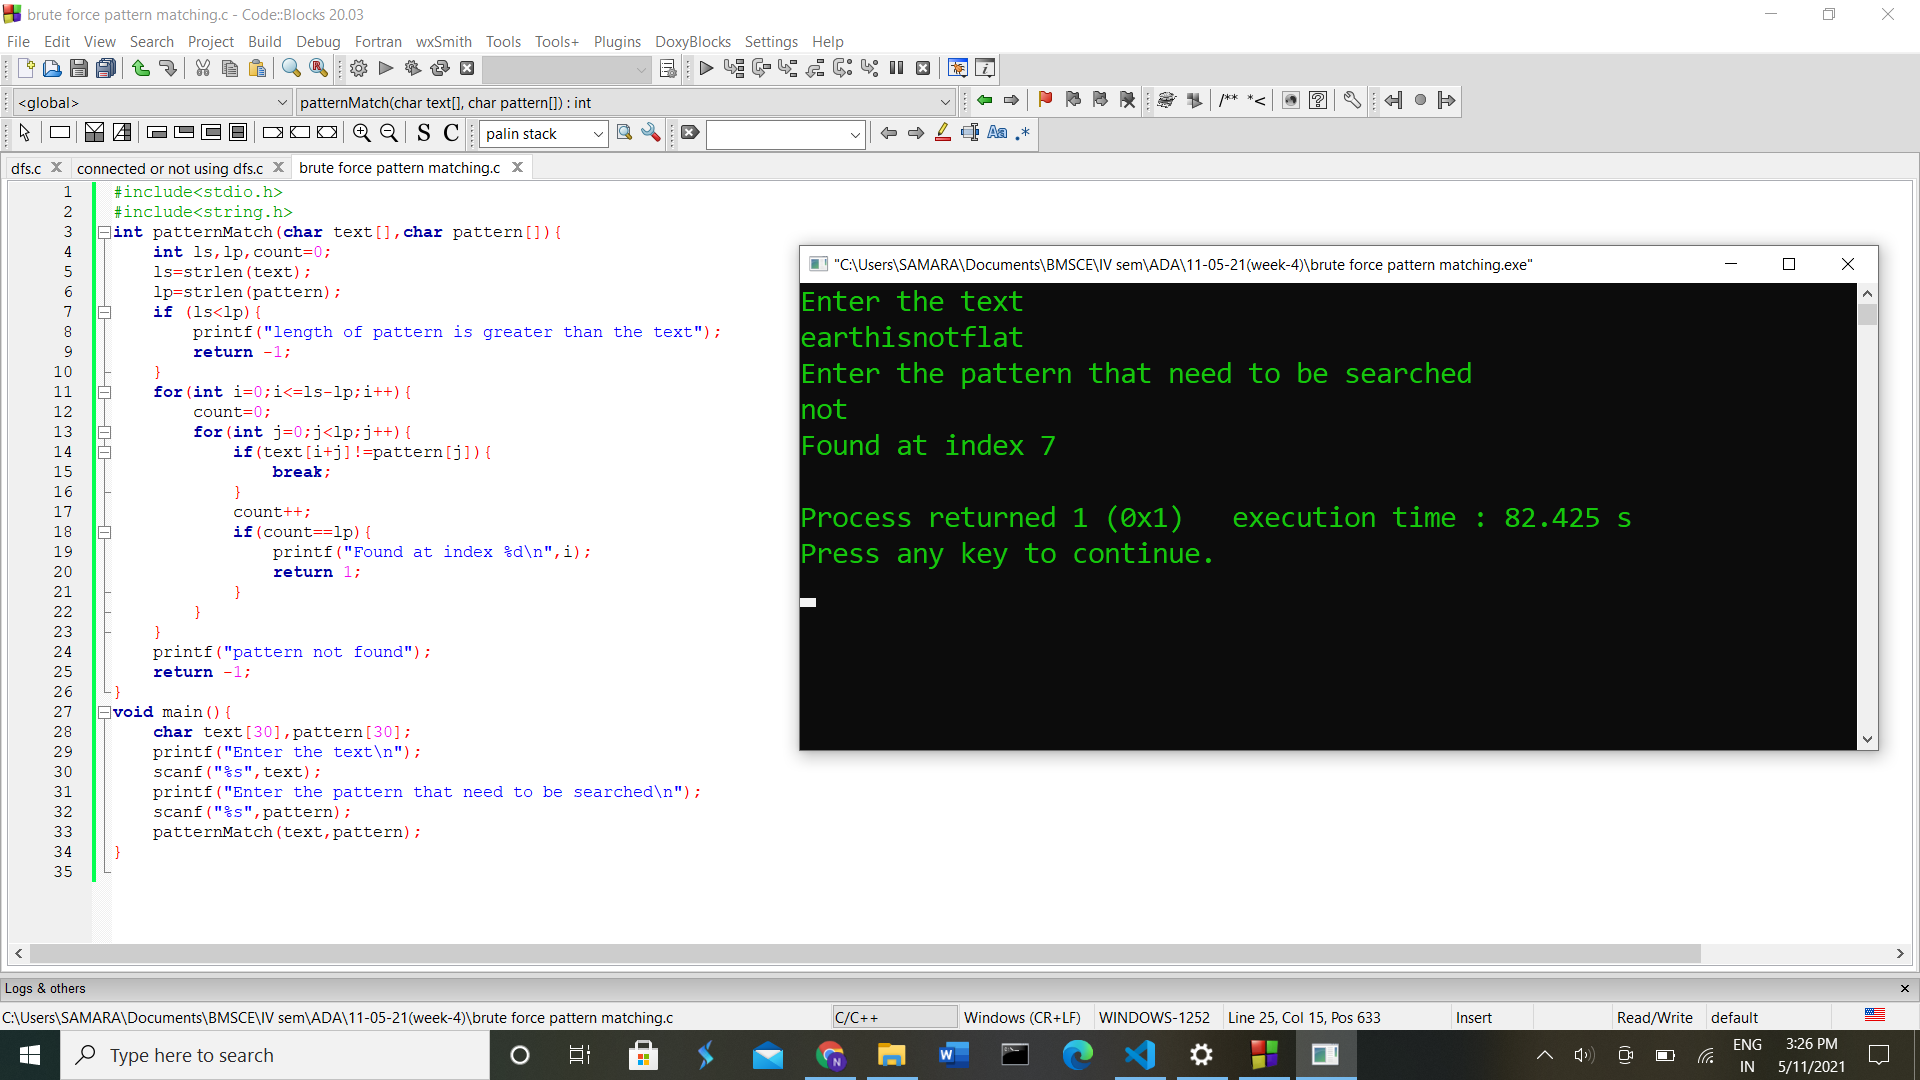 brute force pattern matching.c - Code::Blocks 20.03
File Edit View Search Project Build Debug Fortran wxSmith Tools Tools+ Plugins DoxyBlocks Settings Help
<global> patternMatch(char text[], char pattern[]) : int /** *<
S C palin stack Aa .*
dfs.c connected or not using dfs.c brute force pattern matching.c
1 #include<stdio.h>
2 #include<string.h>
3 int patternMatch(char text[],char pattern[]){
4 int ls,lp,count=0;
5 ls=strlen(text);
6 lp=strlen(pattern);
7 if (ls<lp){
8 printf("length of pattern is greater than the text");
9 return -1;
10 }
11 for(int i=0;i<=ls-lp;i++){
12 count=0;
13 for(int j=0;j<lp;j++){
14 if(text[i+j]!=pattern[j]){
15 break;
16 }
17 count++;
18 if(count==lp){
19 printf("Found at index %d\n",i);
20 return 1;
21 }
22 }
23 }
24 printf("pattern not found");
25 return -1;
26 }
27 void main(){
28 char text[30],pattern[30];
29 printf("Enter the text\n");
30 scanf("%s",text);
31 printf("Enter the pattern that need to be searched\n");
32 scanf("%s",pattern);
33 patternMatch(text,pattern);
34 }
35
"C:\Users\SAMARA\Documents\BMSCE\IV sem\ADA\11-05-21(week-4)\brute force pattern matching.exe"
Enter the text
earthisnotflat
Enter the pattern that need to be searched
not
Found at index 7
Process returned 1 (0x1) execution time : 82.425 s
Press any key to continue.
Logs & others
C:\Users\SAMARA\Documents\BMSCE\IV sem\ADA\11-05-21(week-4)\brute force pattern matching.c C/C++ Windows (CR+LF) WINDOWS-1252 Line 25, Col 15, Pos 633 Insert Read/Write default
Type here to search
ENG
IN
3:26 PM
5/11/2021